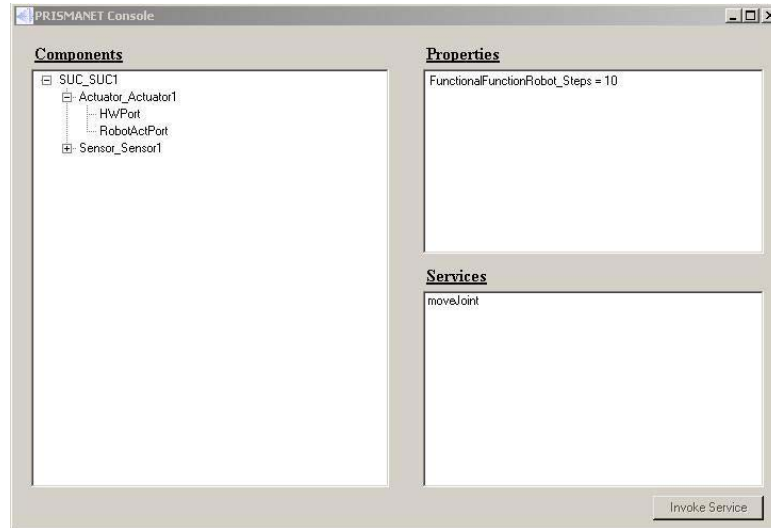 PRISMANET Console
Components
SUC_SUC1
Actuator_Actuator1
HWPort
RobotActPort
Sensor_Sensor1
Properties
FunctionalFunctionRobot_Steps = 10
Services
moveJoint
Invoke Service